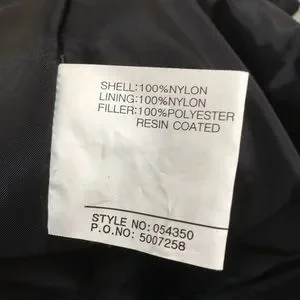 SHELL:100%NYLON
LINING:100%NYLON
FILLER:100%POLYESTER
RESIN COATED
STYLE NO:054350
P.O.NO: 5007258